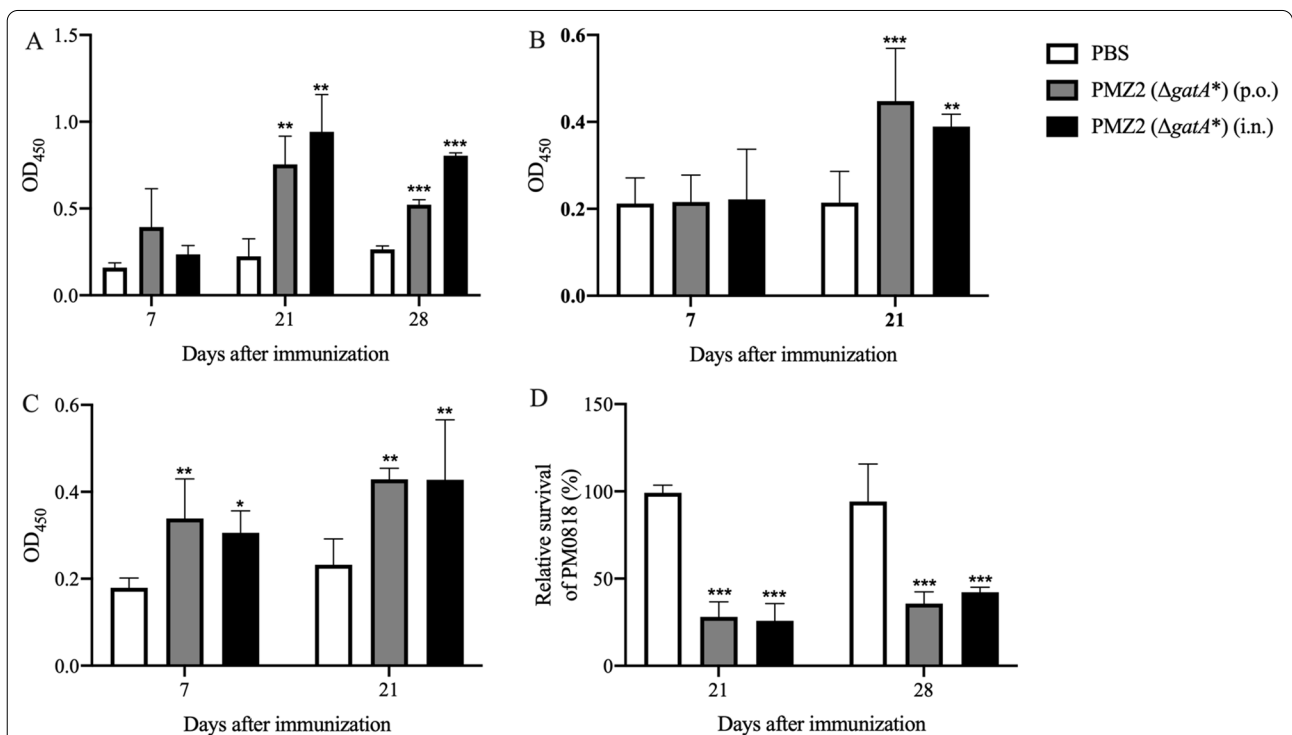 A
1.5
1.0
0.5
0.0
OD450
**
**
***
***
7
21
28
Days after immunization
B
0.6
0.4
0.2
0.0
OD450
***
**
7
21
Days after immunization
PBS
PMZ2 (ΔgatA*) (p.o.)
PMZ2 (ΔgatA*) (i.n.)
C
0.6
0.4
0.2
0.0
OD450
**
*
**
**
7
21
Days after immunization
D
150
100
50
0
Relative survival
of PM0818 (%)
***
***
***
***
21
28
Days after immunization